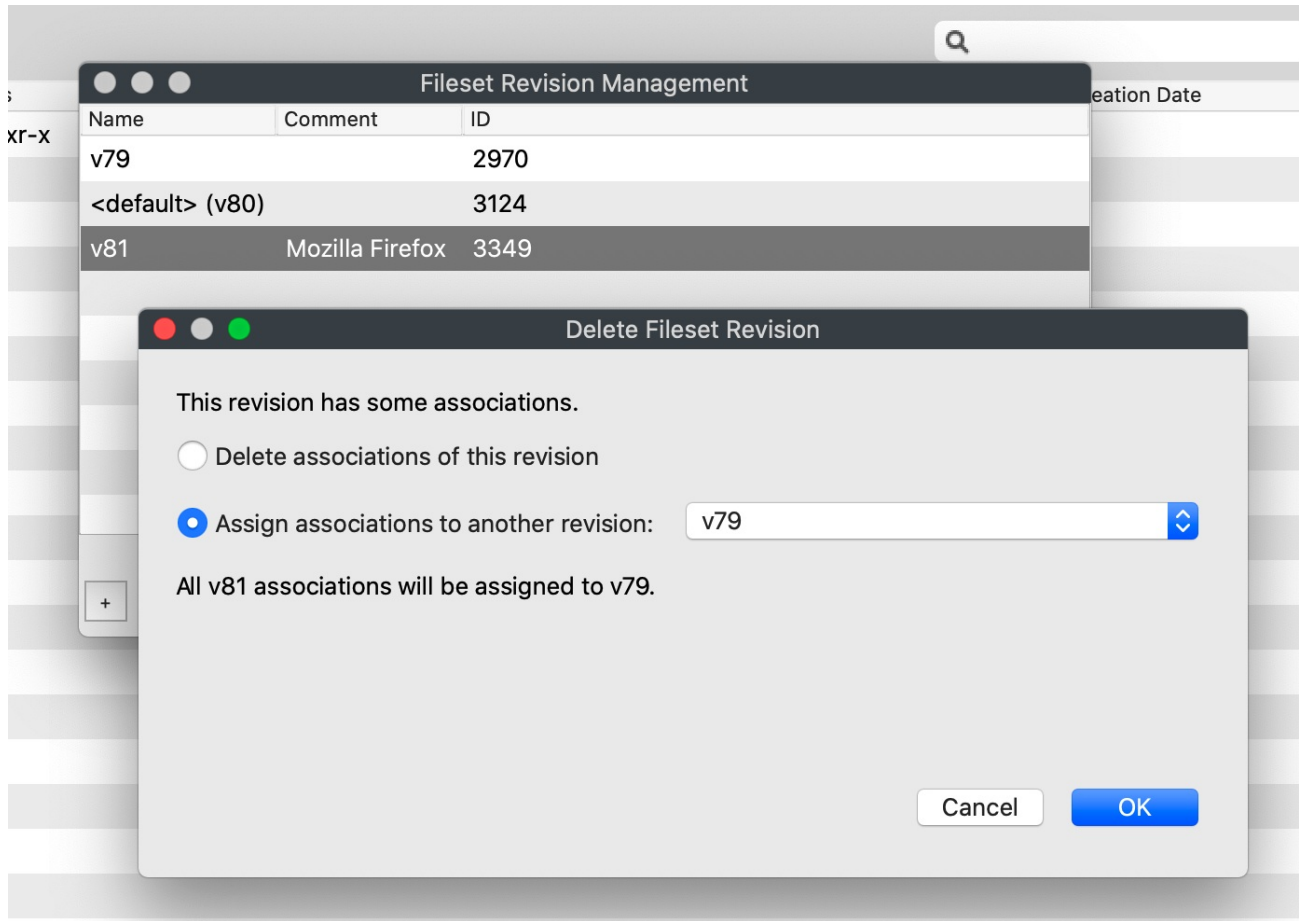 Fileset Revision Management
eation Date
Name Comment ID
xr-x
v79 2970
<default> (v80) 3124
v81 Mozilla Firefox 3349
Delete Fileset Revision
This revision has some associations.
Delete associations of this revision
Assign associations to another revision: v79
All v81 associations will be assigned to v79.
+
Cancel OK